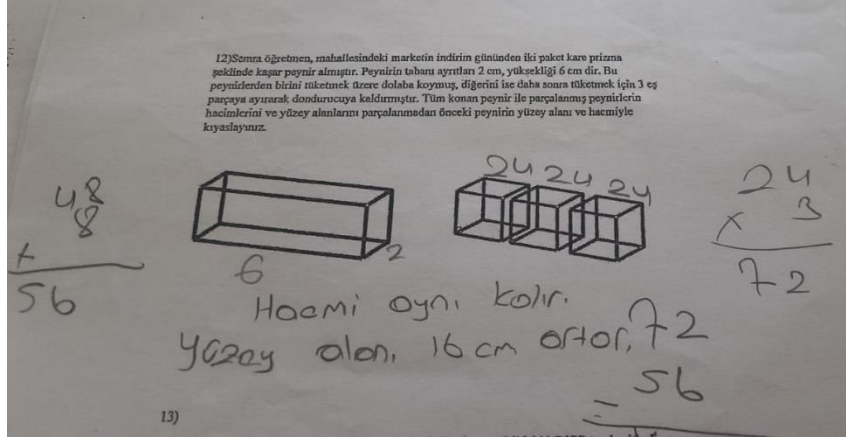 12)Semra öğretmen, mahallesindeki marketin indirim gününden iki paket kare prizma
şeklinde kaşar peynir almıştır. Peynirin tabanı ayrıtları 2 cm, yüksekliği 6 cm dir. Bu
peynirlerden birini tüketmek üzere dolaba koymuş, diğerini ise daha sonra tüketmek için 3 eş
parçaya ayırarak dondurucuya kaldırmıştır. Tüm konan peynir ile parçalanmış peynirlerin
hacimlerini ve yüzey alanlarını parçalanmadan önceki peynirin yüzey alanı ve hacmiyle
kıyaslayınız.
24 24 24
48
8
+
56
24
x 3
72
6
2
Hacmi aynı kalır.
Yüzey alanı 16 cm artar.
72
- 56
13)